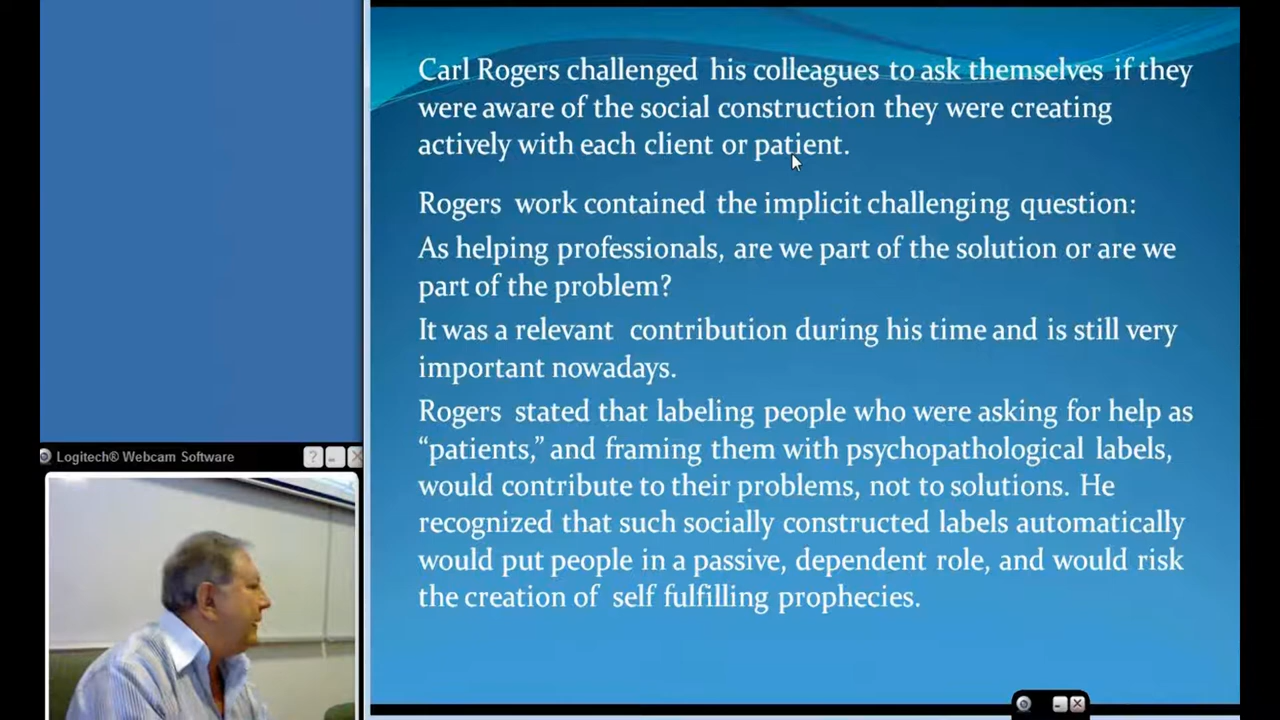 Carl Rogers challenged his colleagues to ask themselves if they
were aware of the social construction they were creating
actively with each client or patient.
Rogers work contained the implicit challenging question:
As helping professionals, are we part of the solution or are we
part of the problem?
It was a relevant contribution during his time and is still very
important nowadays.
Rogers stated that labeling people who were asking for help as
“patients,” and framing them with psychopathological labels,
would contribute to their problems, not to solutions. He
recognized that such socially constructed labels automatically
would put people in a passive, dependent role, and would risk
the creation of self fulfilling prophecies.
Logitech® Webcam Software